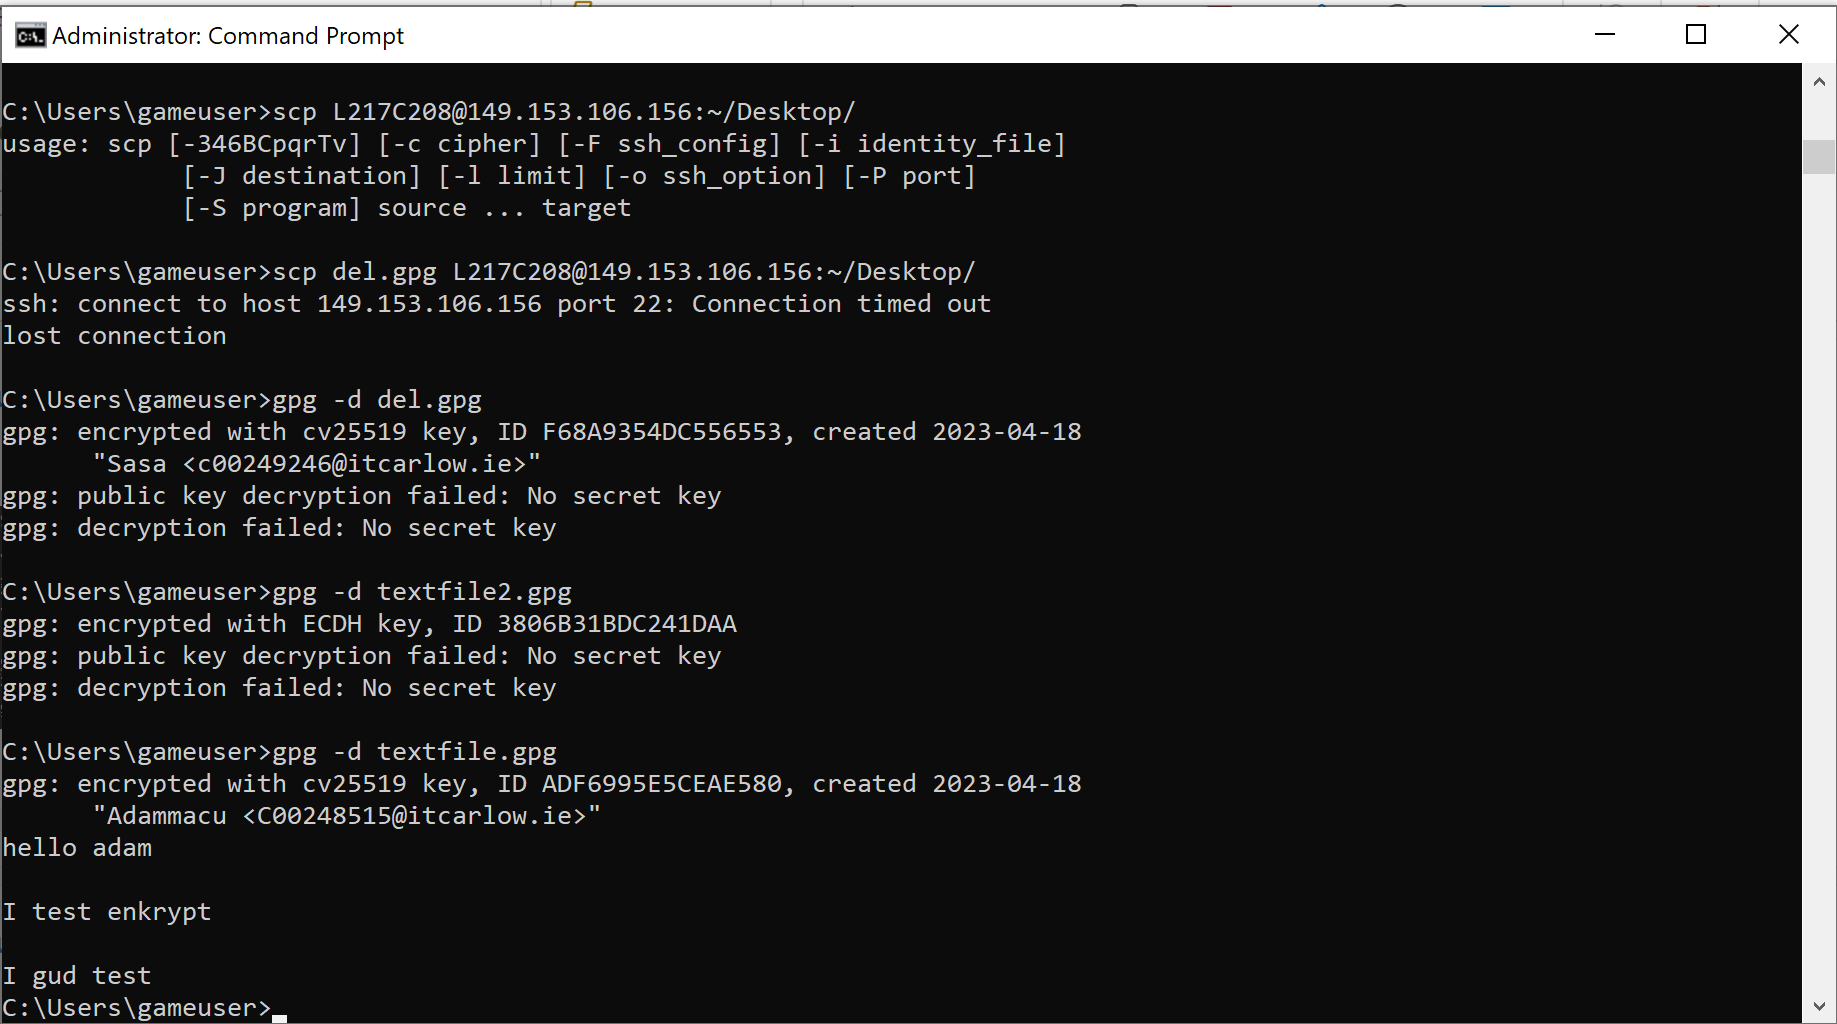 Administrator: Command Prompt
C:\Users\gameuser>scp L217C208@149.153.106.156:~/Desktop/
usage: scp [-346BCpqrTv] [-c cipher] [-F ssh_config] [-i identity_file]
            [-J destination] [-l limit] [-o ssh_option] [-P port]
            [-S program] source ... target
C:\Users\gameuser>scp del.gpg L217C208@149.153.106.156:~/Desktop/
ssh: connect to host 149.153.106.156 port 22: Connection timed out
lost connection
C:\Users\gameuser>gpg -d del.gpg
gpg: encrypted with cv25519 key, ID F68A9354DC556553, created 2023-04-18
      "Sasa <c00249246@itcarlow.ie>"
gpg: public key decryption failed: No secret key
gpg: decryption failed: No secret key
C:\Users\gameuser>gpg -d textfile2.gpg
gpg: encrypted with ECDH key, ID 3806B31BDC241DAA
gpg: public key decryption failed: No secret key
gpg: decryption failed: No secret key
C:\Users\gameuser>gpg -d textfile.gpg
gpg: encrypted with cv25519 key, ID ADF6995E5CEAE580, created 2023-04-18
      "Adammacu <C00248515@itcarlow.ie>"
hello adam
I test enkrypt
I gud test
C:\Users\gameuser>